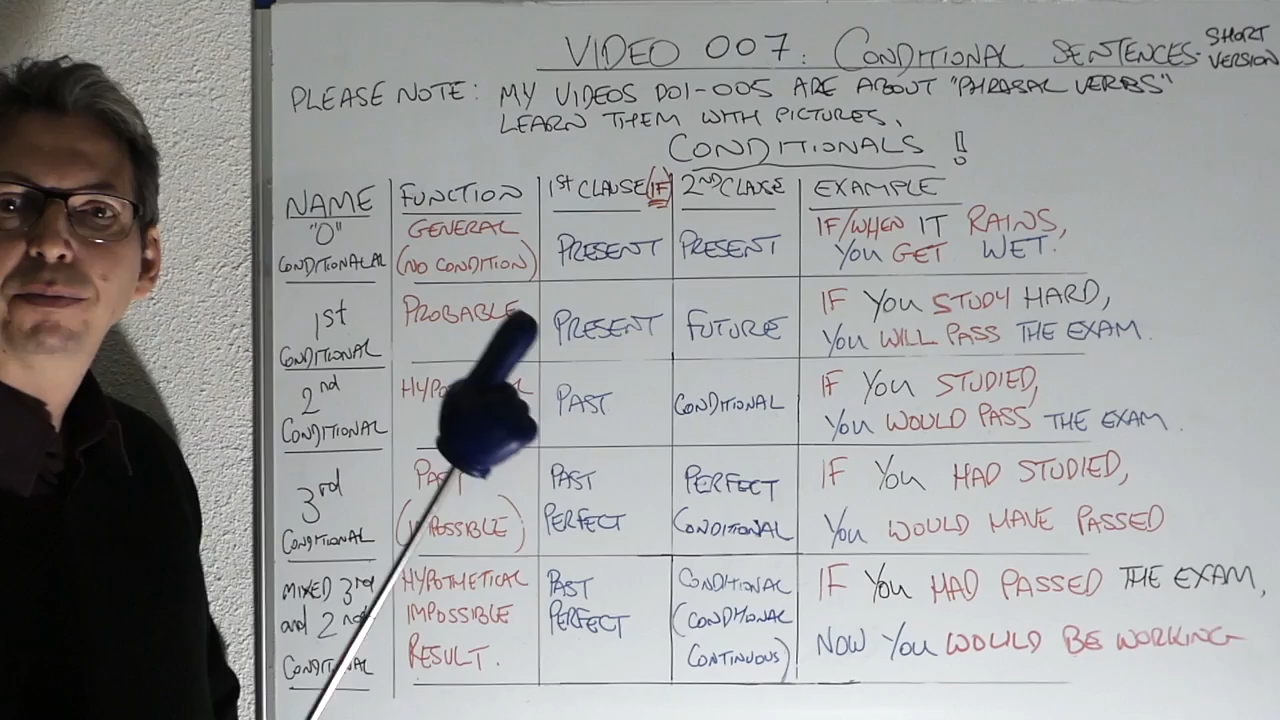 VIDEO 007: CONDITIONAL SENTENCES- SHORT VERSION
PLEASE NOTE: MY VIDEOS 001-005 ARE ABOUT "PHRASAL VERBS"
LEARN THEM WITH PICTURES.
CONDITIONALS!
NAME FUNCTION 1st CLAUSE (IF) 2ND CLAUSE EXAMPLE
"0" GENERAL PRESENT PRESENT IF/WHEN IT RAINS,
CONDITIONALAL (NO CONDITION) YOU GET WET.
1st PROBABLE PRESENT FUTURE IF YOU STUDY HARD,
CONDITIONAL YOU WILL PASS THE EXAM.
2nd PAST CONDITIONAL IF YOU STUDIED,
CONDITIONAL YOU WOULD PASS THE EXAM.
3rd PAST PAST PERFECT IF YOU HAD STUDIED,
CONDITIONAL PERFECT CONDITIONAL YOU WOULD HAVE PASSED
MIXED 3rd HYPOTHETICAL PAST CONDITIONAL IF YOU HAD PASSED THE EXAM,
and 2nd IMPOSSIBLE PERFECT (CONDITIONAL
CONDITIONAL RESULT. CONTINUOUS) NOW YOU WOULD BE WORKING